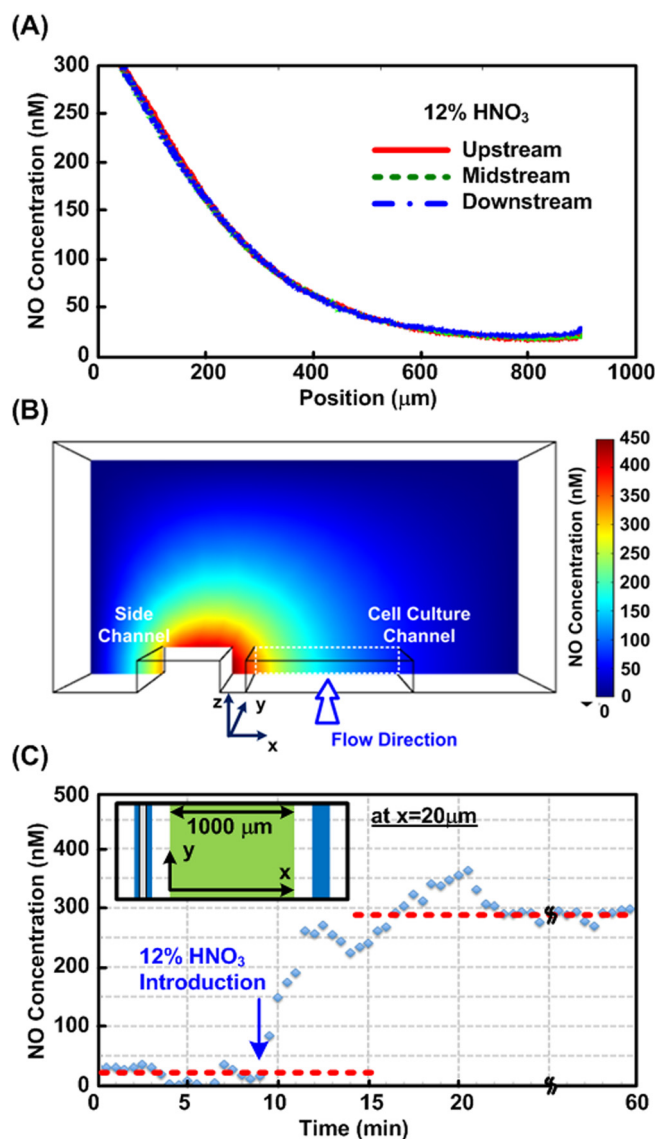 (A)
300
250
200
150
100
50
0
NO Concentration (nM)
12% HNO₃
Upstream
Midstream
Downstream
0 200 400 600 800 1000
Position (μm)
(B)
Side
Channel
Cell Culture
Channel
z
y
x
Flow Direction
450
400
350
300
250
200
150
100
50
0
0
NO Concentration (nM)
(C)
500
400
300
200
100
0
NO Concentration (nM)
1000 μm
y
x
at x=20μm
12% HNO₃
Introduction
0 5 10 15 20 60
Time (min)